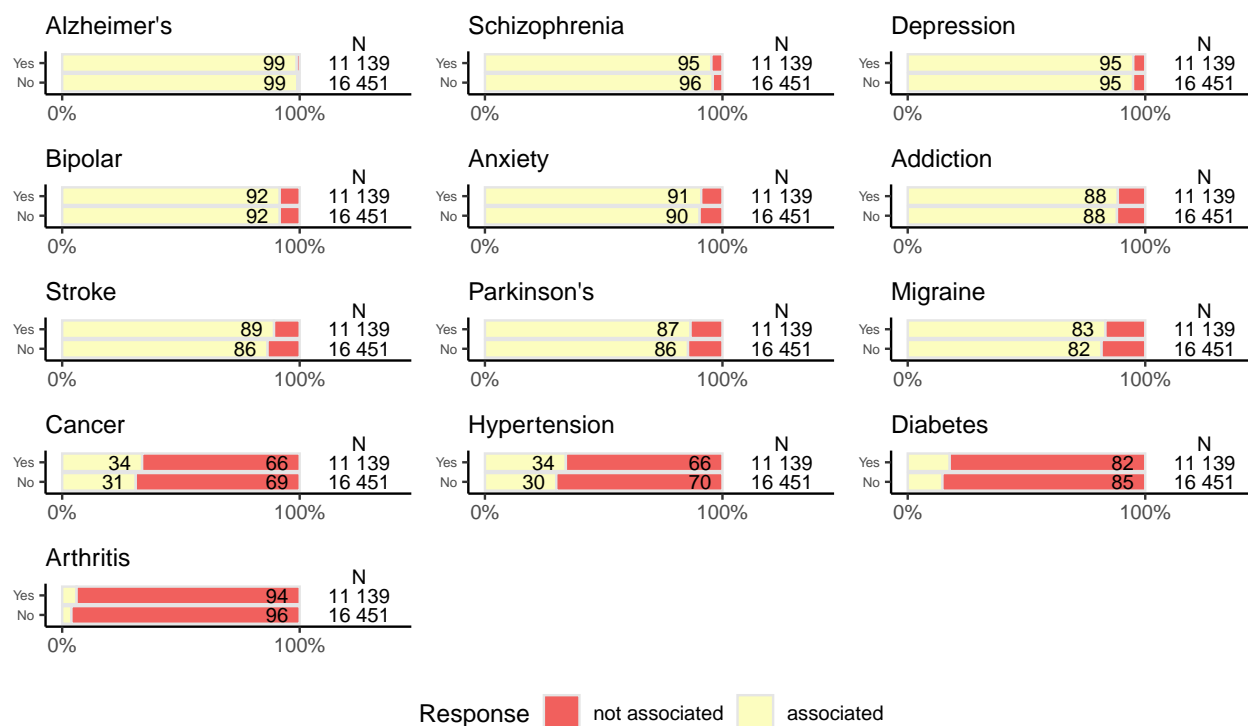 Alzheimer's
N
Yes 99 11 139
No 99 16 451
0% 100%
Schizophrenia
N
Yes 95 11 139
No 96 16 451
0% 100%
Depression
N
Yes 95 11 139
No 95 16 451
0% 100%
Bipolar
N
Yes 92 11 139
No 92 16 451
0% 100%
Anxiety
N
Yes 91 11 139
No 90 16 451
0% 100%
Addiction
N
Yes 88 11 139
No 88 16 451
0% 100%
Stroke
N
Yes 89 11 139
No 86 16 451
0% 100%
Parkinson's
N
Yes 87 11 139
No 86 16 451
0% 100%
Migraine
N
Yes 83 11 139
No 82 16 451
0% 100%
Cancer
N
Yes 34 66 11 139
No 31 69 16 451
0% 100%
Hypertension
N
Yes 34 66 11 139
No 30 70 16 451
0% 100%
Diabetes
N
Yes 82 11 139
No 85 16 451
0% 100%
Arthritis
N
Yes 94 11 139
No 96 16 451
0% 100%
Response not associated associated